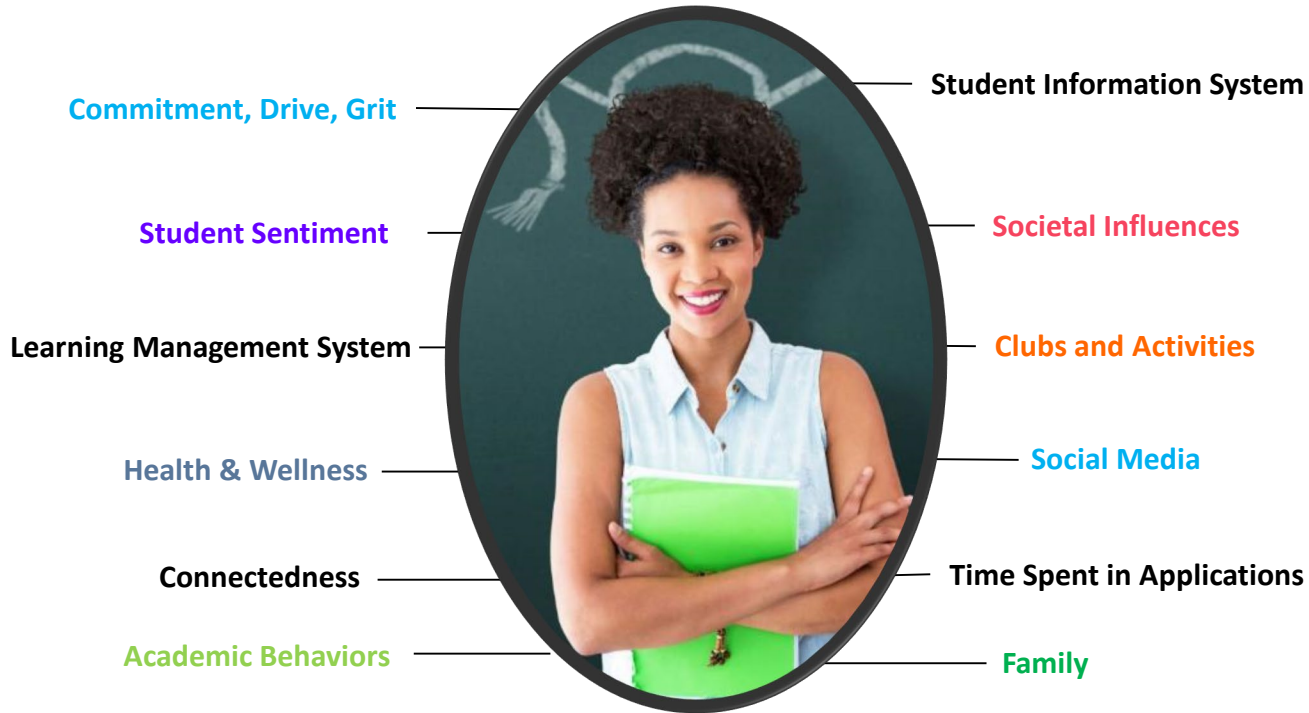 Commitment, Drive, Grit
Student Sentiment
Learning Management System
Health & Wellness
Connectedness
Academic Behaviors
Student Information System
Societal Influences
Clubs and Activities
Social Media
Time Spent in Applications
Family